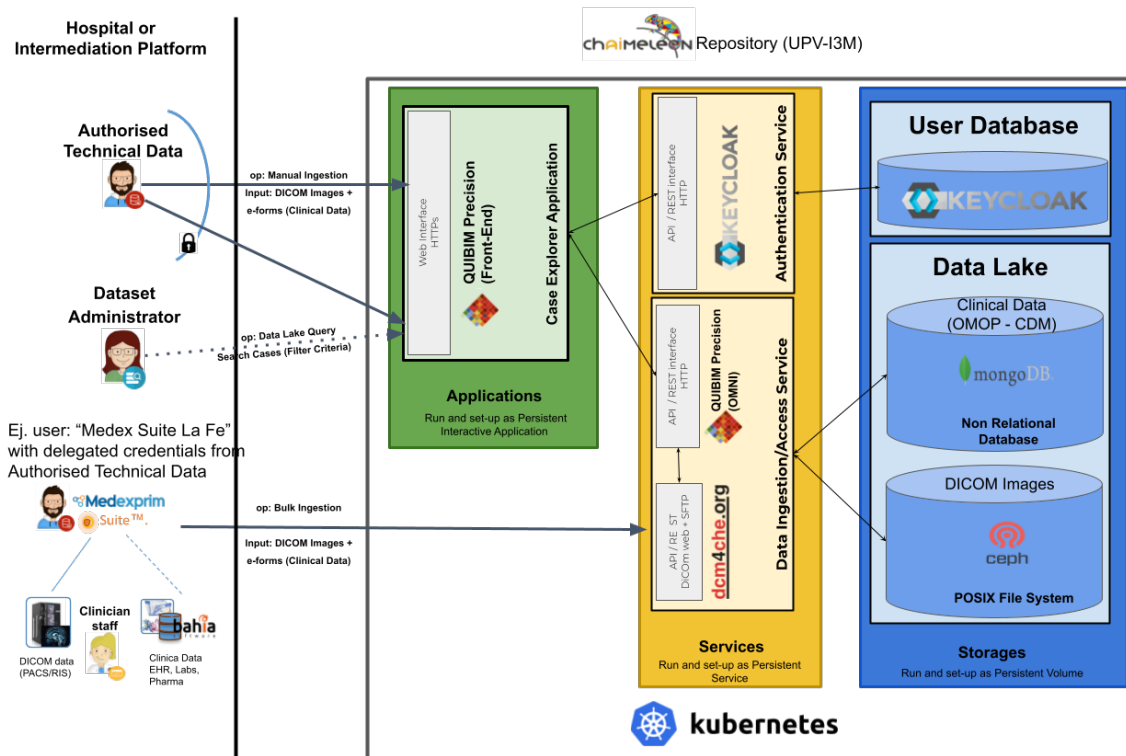 Hospital or
Intermediation Platform
chAIMELEON Repository (UPV-I3M)
Authorised
Technical Data
op: Manual Ingestion
Input: DICOM Images +
e-forms (Clinical Data)
Dataset
Administrator
op: Data Lake Query
Search Cases (Filter Criteria)
Ej. user: “Medex Suite La Fe”
with delegated credentials from
Authorised Technical Data
Medexprim
Suite™.
op: Bulk Ingestion
Input: DICOM Images +
e-forms (Clinical Data)
Clinician
staff
bahia
software
DICOM data
(PACS/RIS)
Clinica Data
EHR, Labs,
Pharma
Web Interface
HTTPs
QUIBIM Precision
(Front-End)
Case Explorer Application
Applications
Run and set-up as Persistent
Interactive Application
API / REST interface
HTTP
KEYCLOAK
Authentication Service
API / REST interface
HTTP
QUIBIM Precision
(OMNI)
API / RE ST
DiCOm web + SFTP
dcm4che.org
Data Ingestion/Access Service
Services
Run and set-up as Persistent
Service
User Database
KEYCLOAK
Data Lake
Clinical Data
(OMOP - CDM)
mongoDB.
Non Relational
Database
DICOM Images
ceph
POSIX File System
Storages
Run and set-up as Persistent Volume
kubernetes